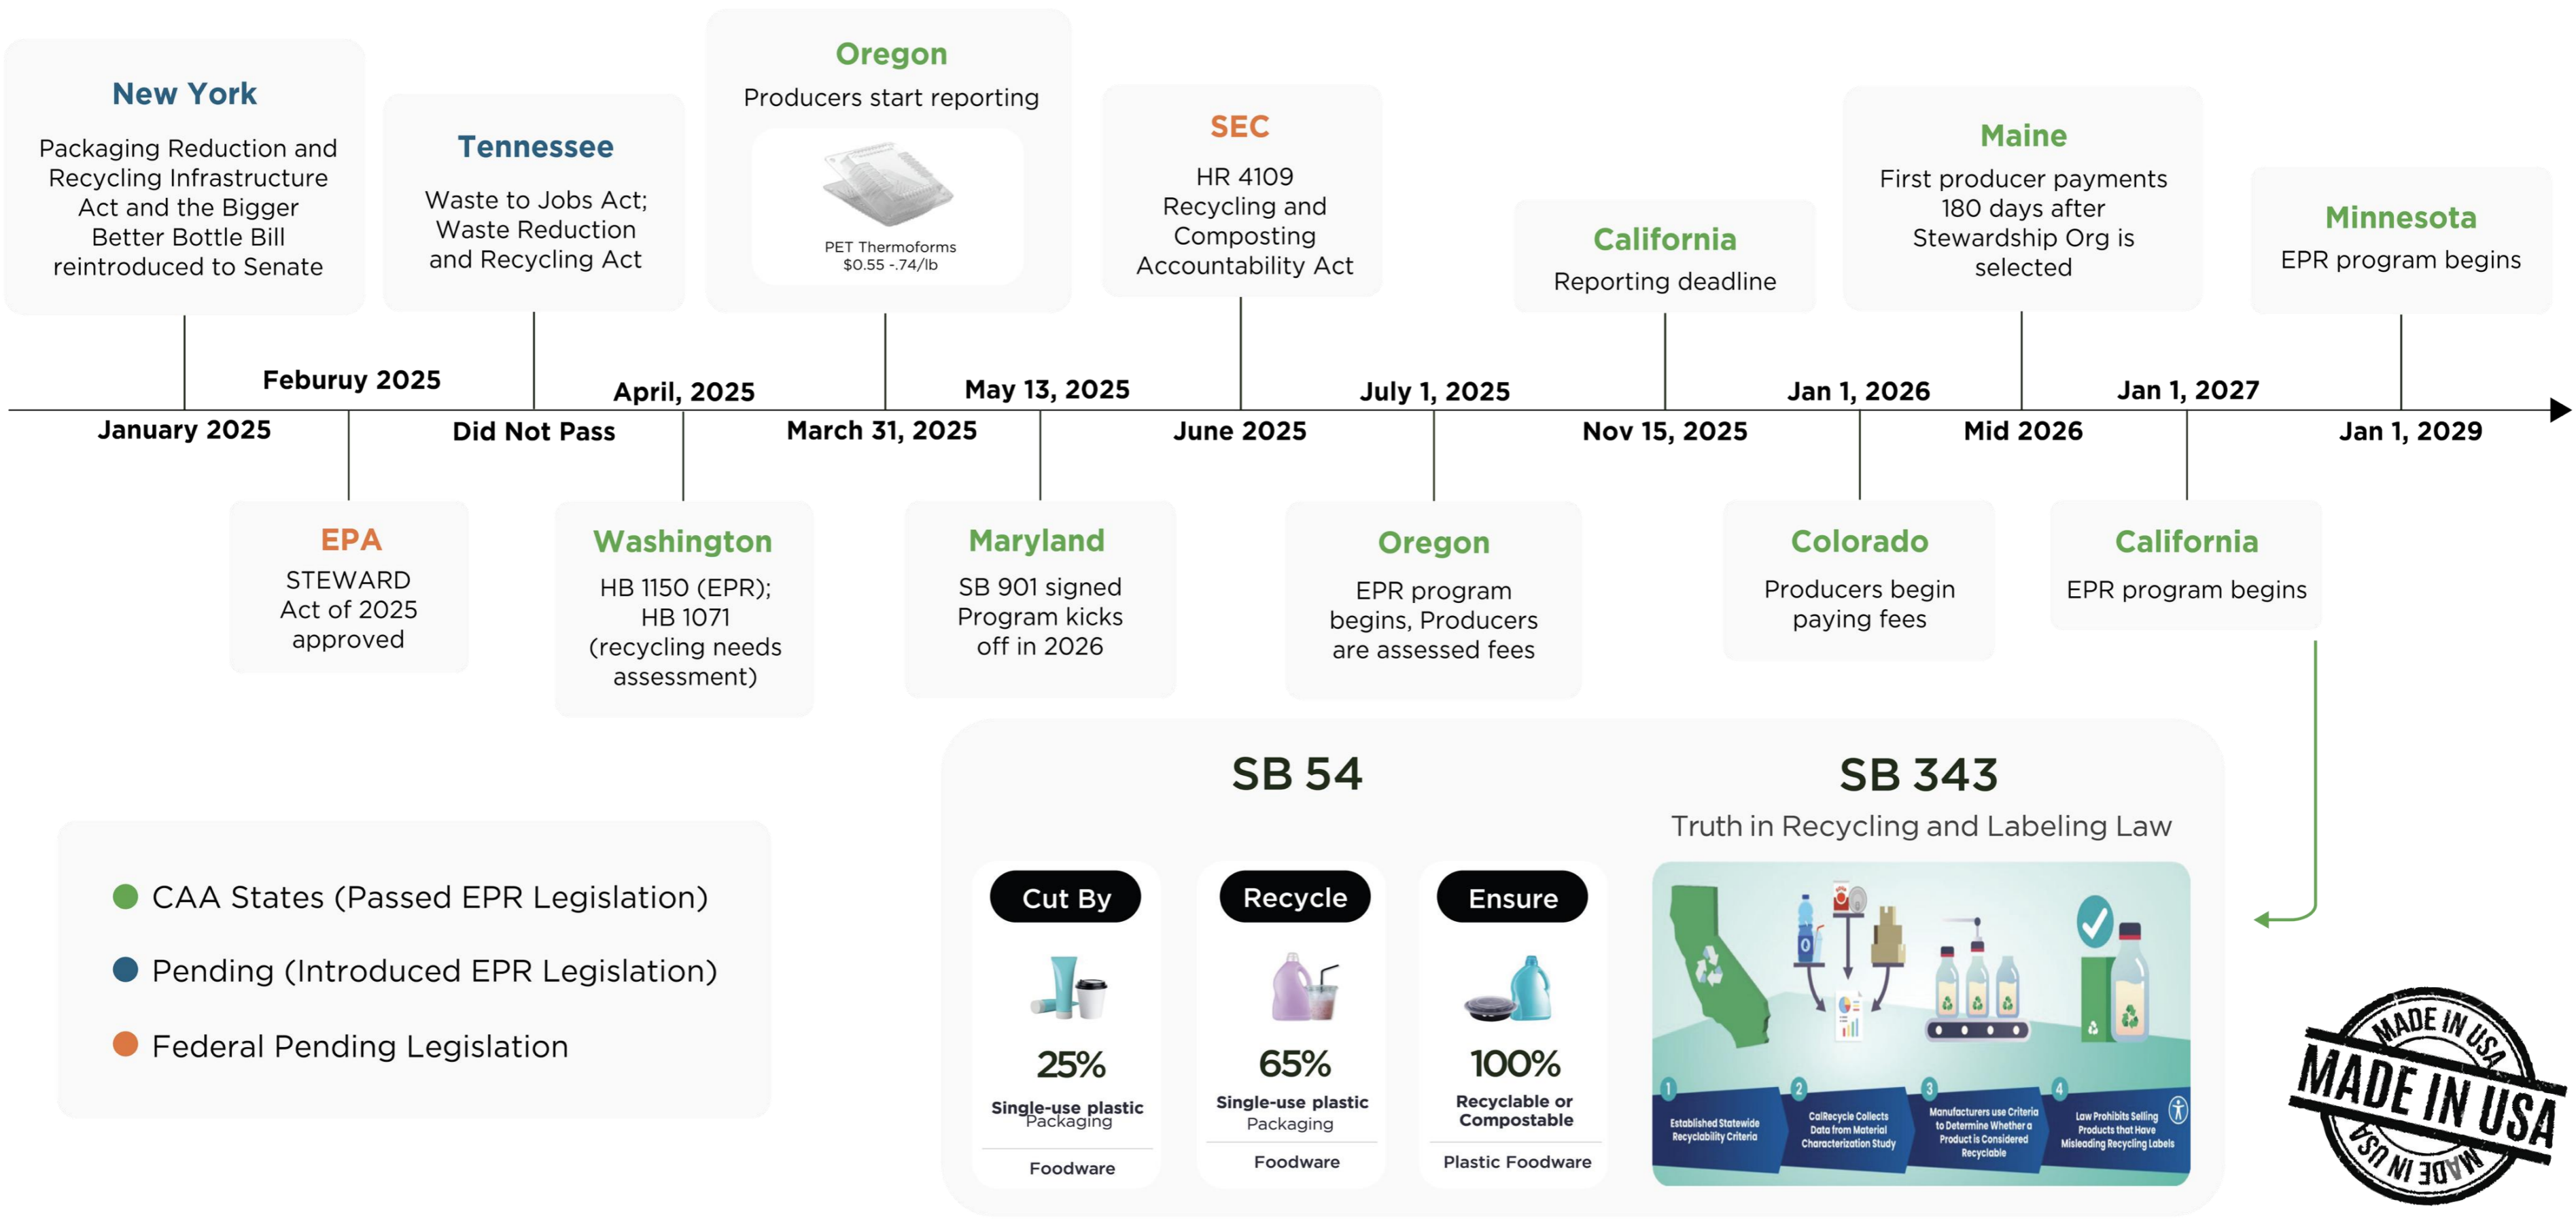 New York
Packaging Reduction and
Recycling Infrastructure
Act and the Bigger
Better Bottle Bill
reintroduced to Senate
Tennessee
Waste to Jobs Act;
Waste Reduction
and Recycling Act
Oregon
Producers start reporting
PET Thermoforms
$0.55 -.74/lb
SEC
HR 4109
Recycling and
Composting
Accountability Act
California
Reporting deadline
Maine
First producer payments
180 days after
Stewardship Org is
selected
Minnesota
EPR program begins
Feburuy 2025
April, 2025
May 13, 2025
July 1, 2025
Jan 1, 2026
Jan 1, 2027
January 2025
Did Not Pass
March 31, 2025
June 2025
Nov 15, 2025
Mid 2026
Jan 1, 2029
EPA
STEWARD
Act of 2025
approved
Washington
HB 1150 (EPR);
HB 1071
(recycling needs
assessment)
Maryland
SB 901 signed
Program kicks
off in 2026
Oregon
EPR program
begins, Producers
are assessed fees
Colorado
Producers begin
paying fees
California
EPR program begins
CAA States (Passed EPR Legislation)
Pending (Introduced EPR Legislation)
Federal Pending Legislation
SB 54
Cut By
25%
Single-use plastic
Packaging
Foodware
Recycle
65%
Single-use plastic
Packaging
Foodware
Ensure
100%
Recyclable or
Compostable
Plastic Foodware
SB 343
Truth in Recycling and Labeling Law
1
Established Statewide
Recyclability Criteria
2
CalRecycle Collects
Data from Material
Characterization Study
3
Manufacturers use Criteria
to Determine Whether a
Product is Considered
Recyclable
4
Law Prohibits Selling
Products that Have
Misleading Recycling Labels
MADE IN USA
MADE IN USA
MADE IN USA